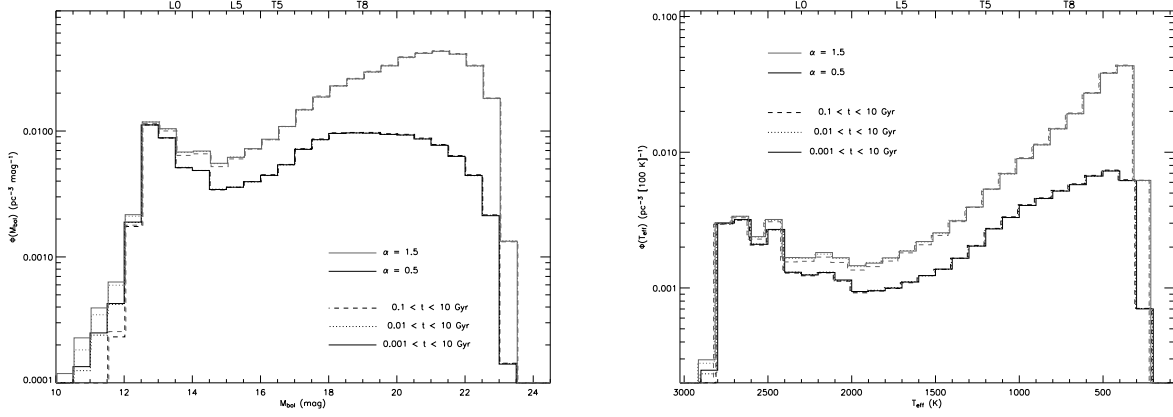 L0 L5 T5 T8
0.0100
0.0010
0.0001
Φ(M_bol) (pc⁻³ mag⁻¹)
α = 1.5
α = 0.5
0.1 < t < 10 Gyr
0.01 < t < 10 Gyr
0.001 < t < 10 Gyr
10 12 14 16 18 20 22 24
M_bol (mag)
L0 L5 T5 T8
0.100
0.010
0.001
Φ(T_eff) (pc⁻³ [100 K]⁻¹)
α = 1.5
α = 0.5
0.1 < t < 10 Gyr
0.01 < t < 10 Gyr
0.001 < t < 10 Gyr
3000 2500 2000 1500 1000 500
T_eff (K)